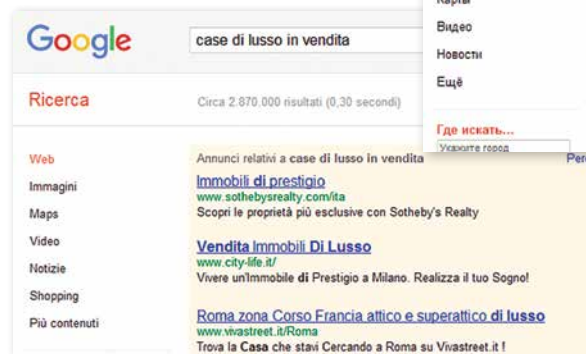 Карты
Видео
Новости
Ещё
Где искать...
Укажите город
Google
case di lusso in vendita
Ricerca
Circa 2.870.000 risultati (0,30 secondi)
Web
Immagini
Maps
Video
Notizie
Shopping
Più contenuti
Annunci relativi a case di lusso in vendita
Immobili di prestigio
www.sothebysrealty.com/ita
Scopri le proprietà più esclusive con Sotheby's Realty
Vendita Immobili Di Lusso
www.city-life.it/
Vivere un'Immobile di Prestigio a Milano. Realizza il tuo Sogno!
Roma zona Corso Francia attico e superattico di lusso
www.vivastreet.it/Roma
Trova la Casa che stavi Cercando a Roma su Vivastreet.it !